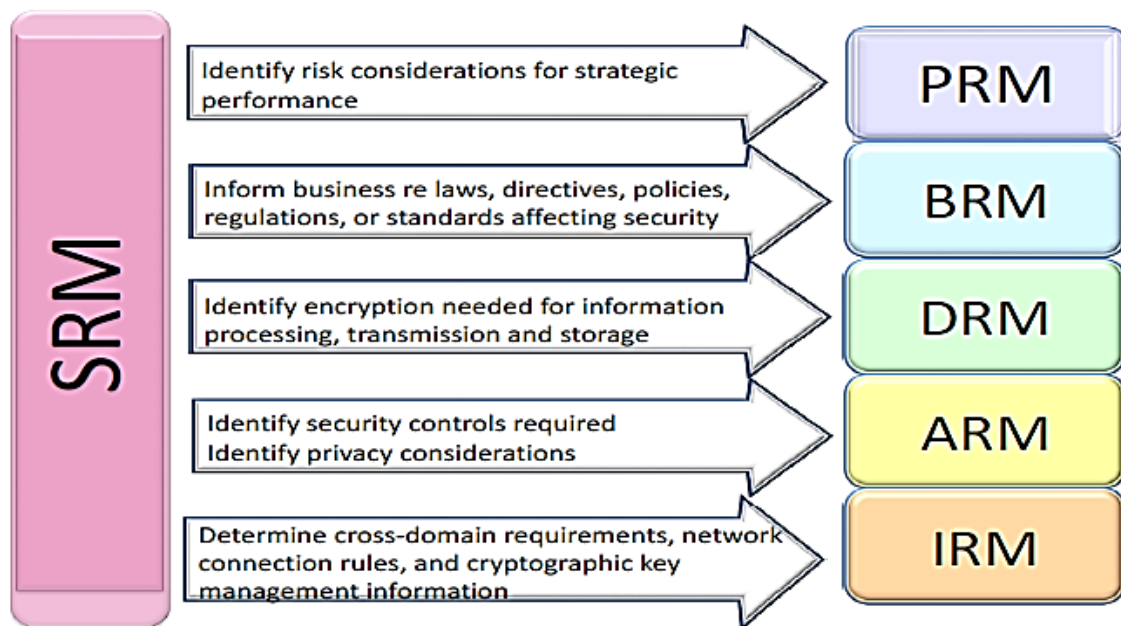 SRM
Identify risk considerations for strategic
performance
PRM
Inform business re laws, directives, policies,
regulations, or standards affecting security
BRM
Identify encryption needed for information
processing, transmission and storage
DRM
Identify security controls required
Identify privacy considerations
ARM
Determine cross-domain requirements, network
connection rules, and cryptographic key
management information
IRM